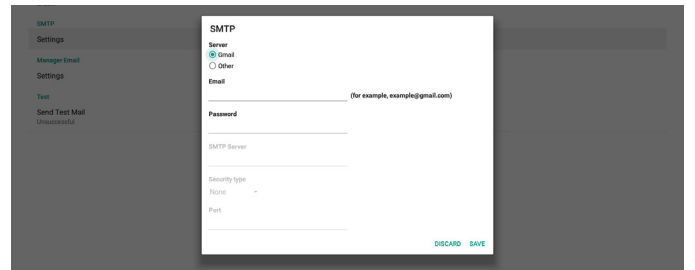 SMTP
Settings
Manager Email
Settings
Test
Send Test Mail
Unsuccessful
SMTP
Server
Gmail
Other
Email
(for example, example@gmail.com)
Password
SMTP Server
Security type
None
Port
DISCARD SAVE